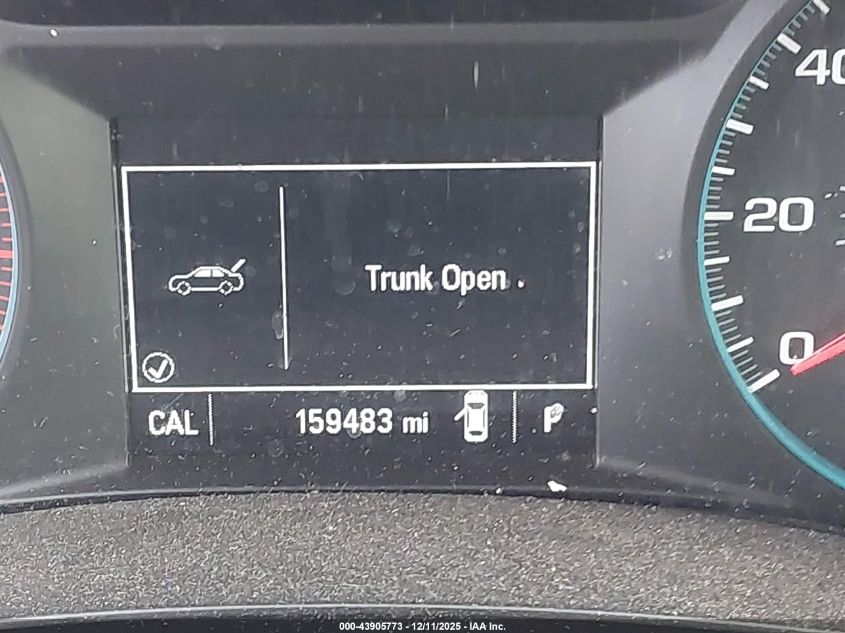 40
20
0
Trunk Open
CAL
159483 mi
P
000-43905773 - 12/11/2025 - IAA Inc.